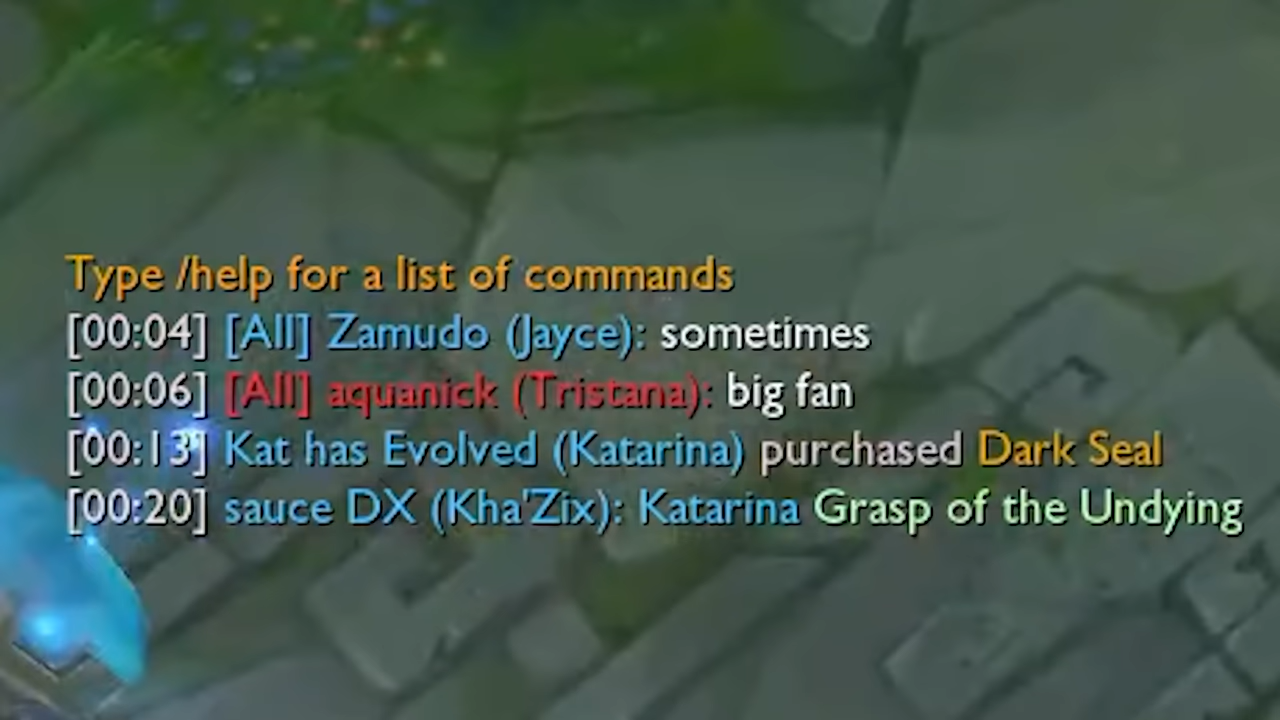 Type /help for a list of commands
[00:04] [All] Zamudo (Jayce): sometimes
[00:06] [All] aquanick (Tristana): big fan
[00:13] Kat has Evolved (Katarina) purchased Dark Seal
[00:20] sauce DX (Kha'Zix): Katarina Grasp of the Undying